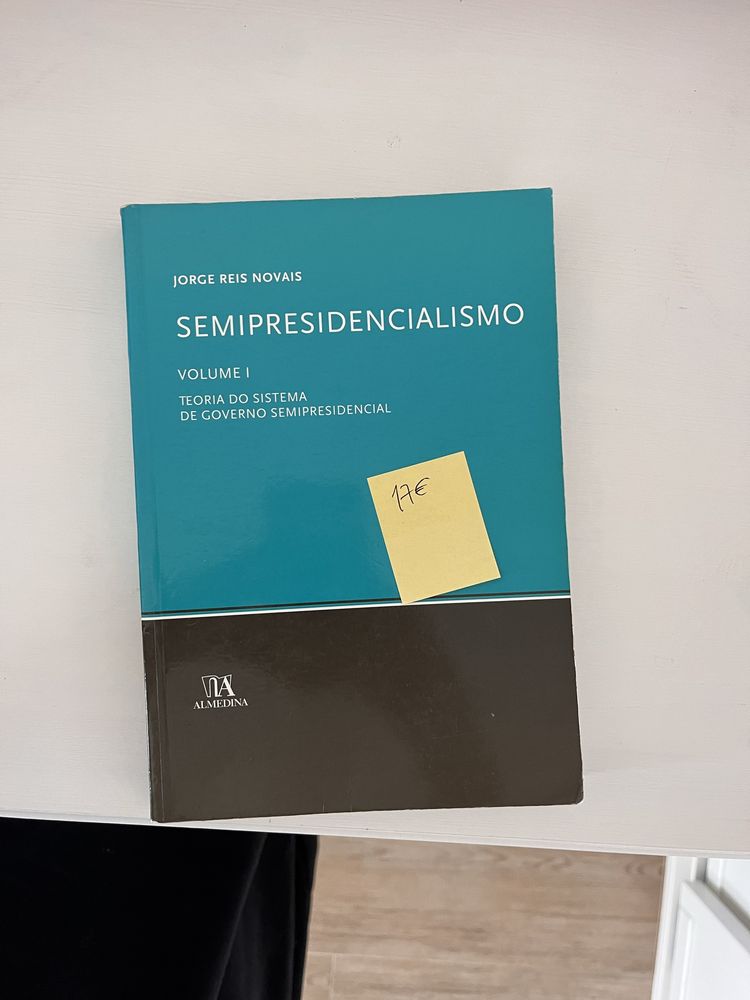 JORGE REIS NOVAIS
SEMIPRESIDENCIALISMO
VOLUME I
TEORIA DO SISTEMA
DE GOVERNO SEMIPRESIDENCIAL
17€
ALMEDINA